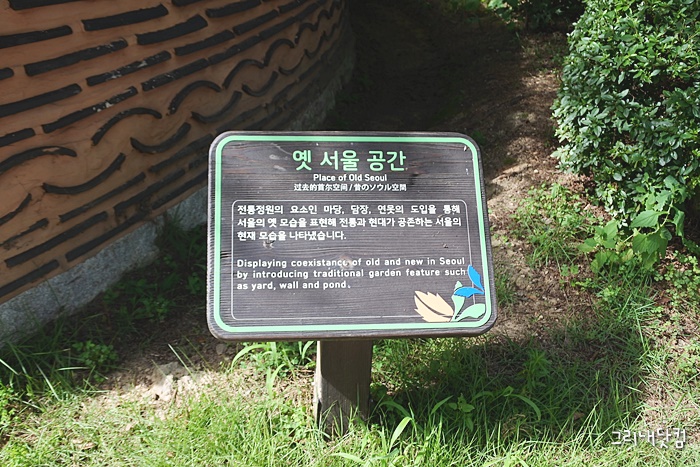 옛 서울 공간
Place of Old Seoul
过去的首尔空间 / 昔のソウル空間
전통정원의 요소인 마당, 담장, 연못의 도입을 통해
서울의 옛 모습을 표현해 전통과 현대가 공존하는 서울의
현재 모습을 나타냈습니다.
Displaying coexistance of old and new in Seoul
by introducing traditional garden feature such
as yard, wall and pond.
그리내닷컴